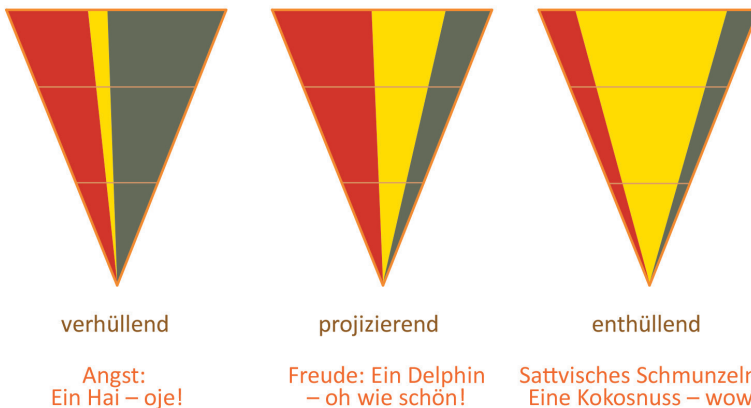 verhüllend
projizierend
enthüllend
Angst:
Ein Hai – oje!
Freude: Ein Delphin
– oh wie schön!
Sattvisches Schmunzeln
Eine Kokosnuss – wow